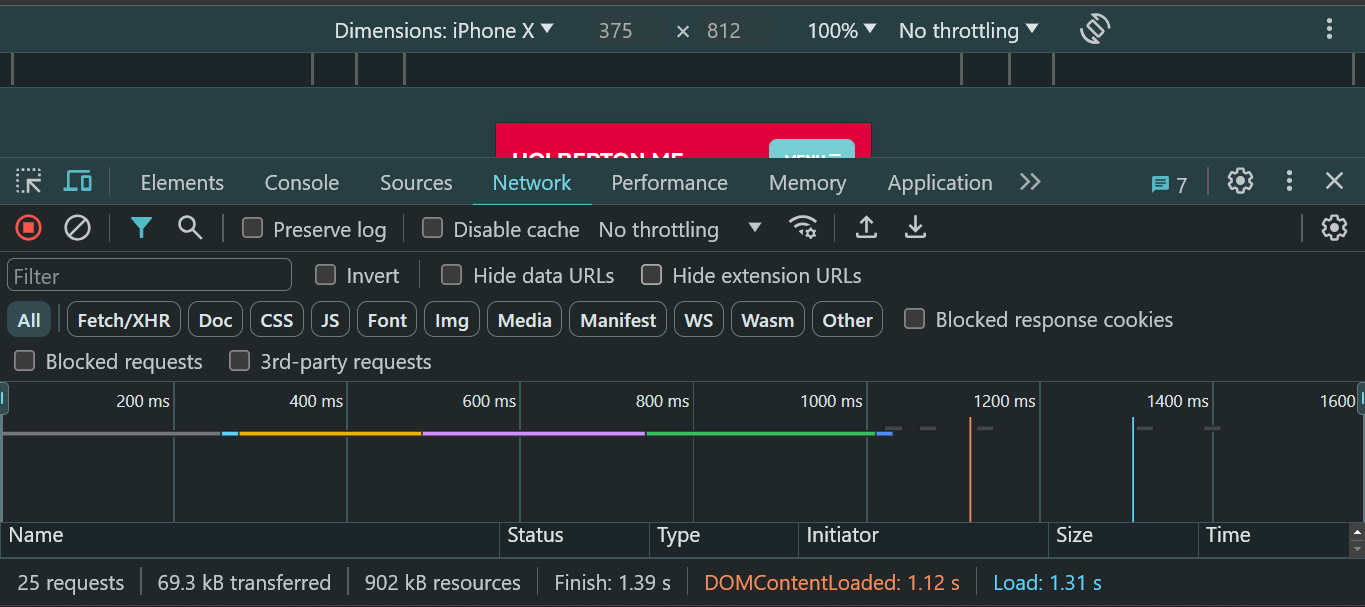 Dimensions: iPhone X 375 × 812 100% No throttling
HOLBERTON ME MENU
Elements Console Sources Network Performance Memory Application 7
Preserve log Disable cache No throttling
Filter Invert Hide data URLs Hide extension URLs
All Fetch/XHR Doc CSS JS Font Img Media Manifest WS Wasm Other Blocked response cookies
Blocked requests 3rd-party requests
200 ms 400 ms 600 ms 800 ms 1000 ms 1200 ms 1400 ms 1600
Name Status Type Initiator Size Time
25 requests 69.3 kB transferred 902 kB resources Finish: 1.39 s DOMContentLoaded: 1.12 s Load: 1.31 s